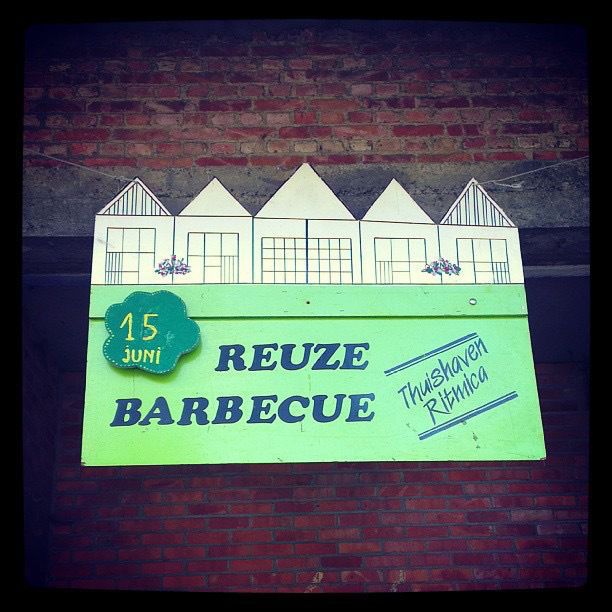 15
JUNI
REUZE
BARBECUE
Thuishaven
Ritmica